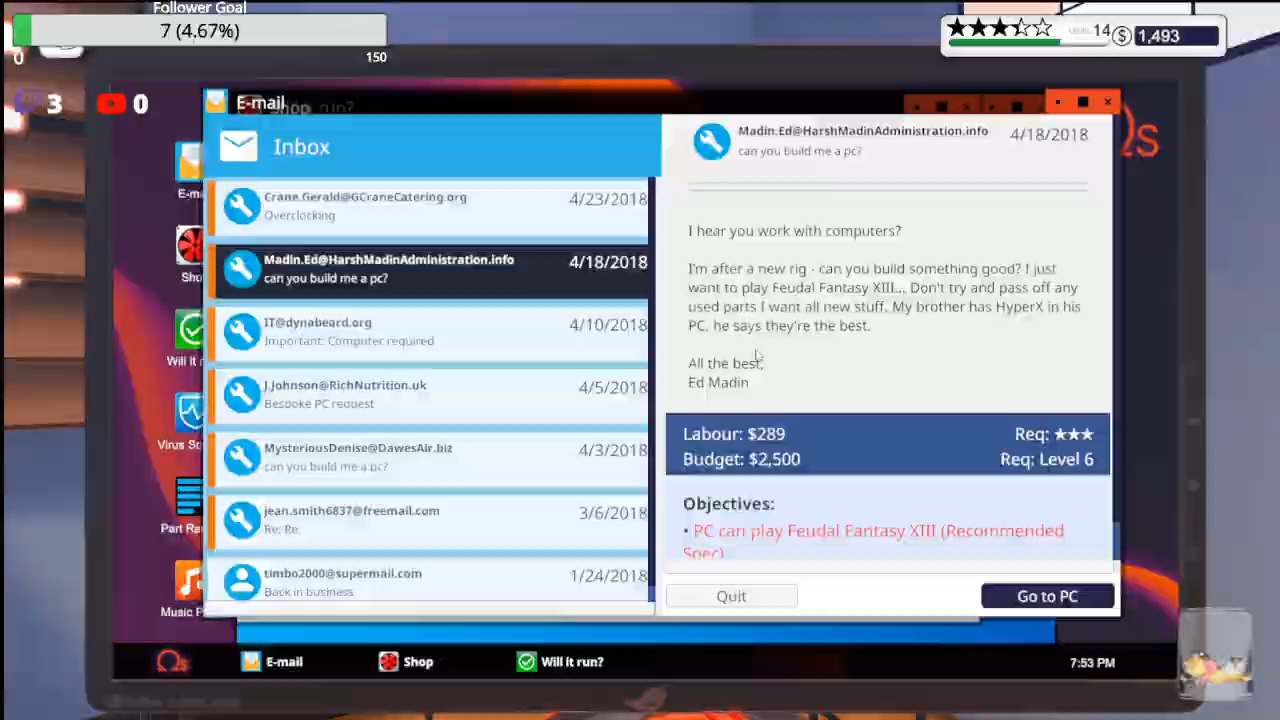 Follower Goal
7 (4.67%)
0
150
14
1,493
3
0
E-mail
Inbox
Crane.Gerald@GCraneCatering.org
4/23/2018
Overclocking
Madin.Ed@HarshMadinAdministration.info
4/18/2018
can you build me a pc?
IT@dynabeard.org
4/10/2018
Important: Computer required
J.Johnson@RichNutrition.uk
4/5/2018
Bespoke PC request
MysteriousDenise@DawesAir.biz
4/3/2018
can you build me a pc?
jean.smith6837@freemail.com
3/6/2018
Re: Re:
timbo2000@supermail.com
1/24/2018
Back in business
Madin.Ed@HarshMadinAdministration.info
4/18/2018
can you build me a pc?
I hear you work with computers?
I'm after a new rig - can you build something good? I just
want to play Feudal Fantasy XIII... Don't try and pass off any
used parts I want all new stuff. My brother has HyperX in his
PC, he says they're the best.
All the best,
Ed Madin
Labour: $289
Req: ★★★
Budget: $2,500
Req: Level 6
Objectives:
• PC can play Feudal Fantasy XIII (Recommended
Spec)
Quit
Go to PC
E-m
Sho
Will it r
Virus Sc
Part Ra
Music P
E-mail
Shop
Will it run?
7:53 PM